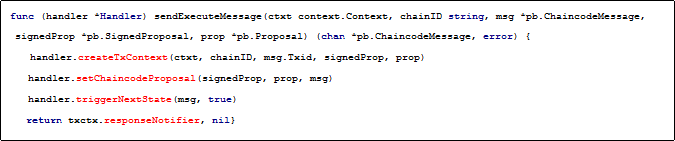 func (handler *Handler) sendExecuteMessage(ctxt context.Context, chainID string, msg *pb.ChaincodeMessage,
signedProp *pb.SignedProposal, prop *pb.Proposal) (chan *pb.ChaincodeMessage, error) {
handler.createTxContext(ctxt, chainID, msg.Txid, signedProp, prop)
handler.setChaincodeProposal(signedProp, prop, msg)
handler.triggerNextState(msg, true)
return txctx.responseNotifier, nil}